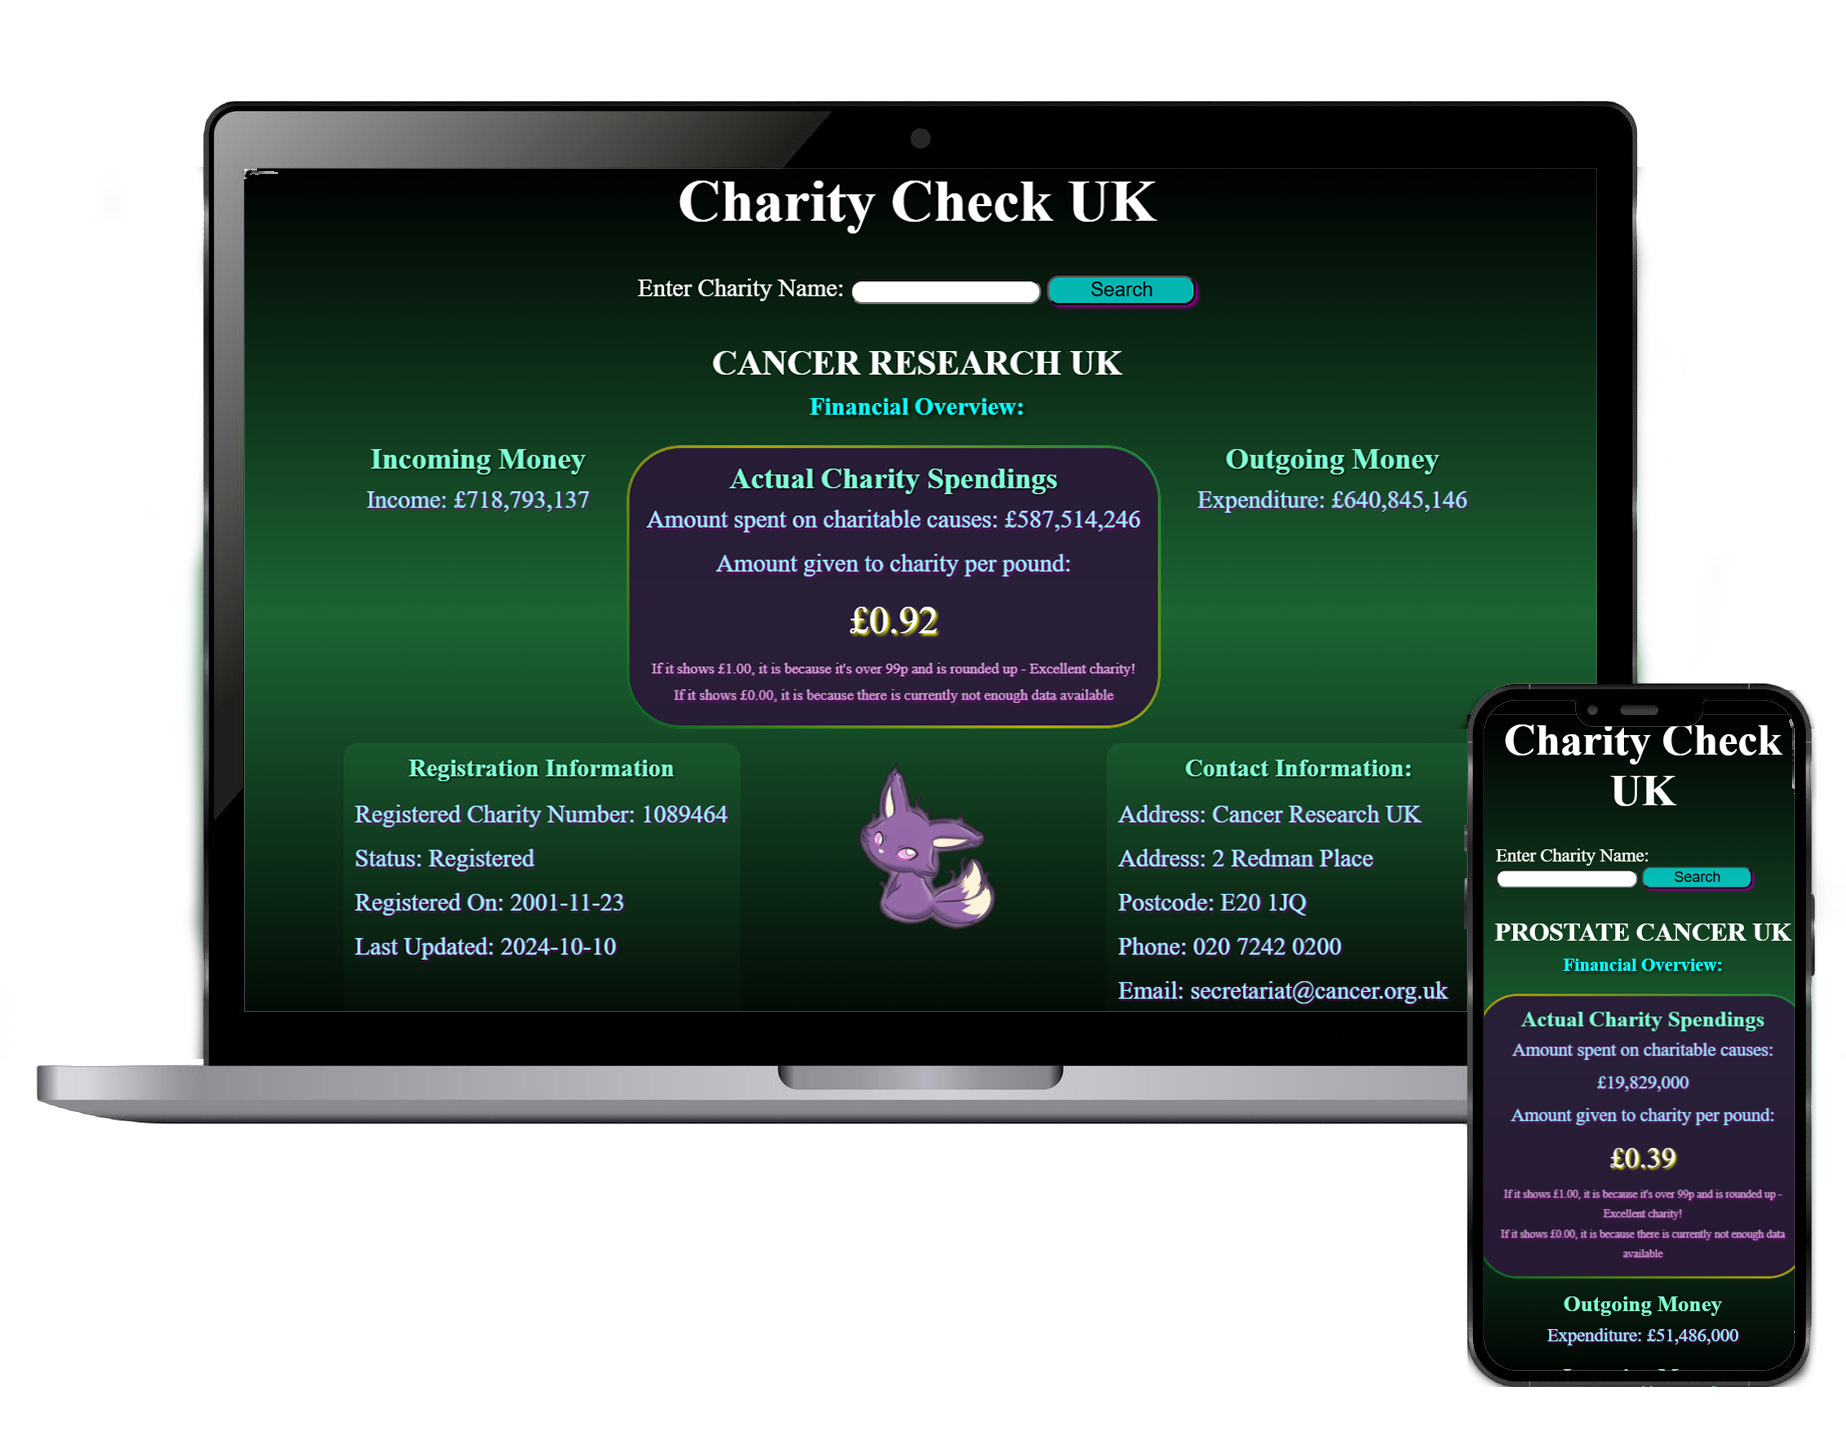 Charity Check UK
Enter Charity Name:
Search
CANCER RESEARCH UK
Financial Overview:
Incoming Money
Income: £718,793,137
Actual Charity Spendings
Amount spent on charitable causes: £587,514,246
Amount given to charity per pound:
£0.92
If it shows £1.00, it is because it's over 99p and is rounded up - Excellent charity!
If it shows £0.00, it is because there is currently not enough data available
Outgoing Money
Expenditure: £640,845,146
Registration Information
Registered Charity Number: 1089464
Status: Registered
Registered On: 2001-11-23
Last Updated: 2024-10-10
Contact Information:
Address: Cancer Research UK
Address: 2 Redman Place
Postcode: E20 1JQ
Phone: 020 7242 0200
Email: secretariat@cancer.org.uk
Charity Check
UK
Enter Charity Name:
Search
PROSTATE CANCER UK
Financial Overview:
Actual Charity Spendings
Amount spent on charitable causes:
£19,829,000
Amount given to charity per pound:
£0.39
If it shows £1.00, it is because it's over 99p and is rounded up -
Excellent charity!
If it shows £0.00, it is because there is currently not enough data
available
Outgoing Money
Expenditure: £51,486,000